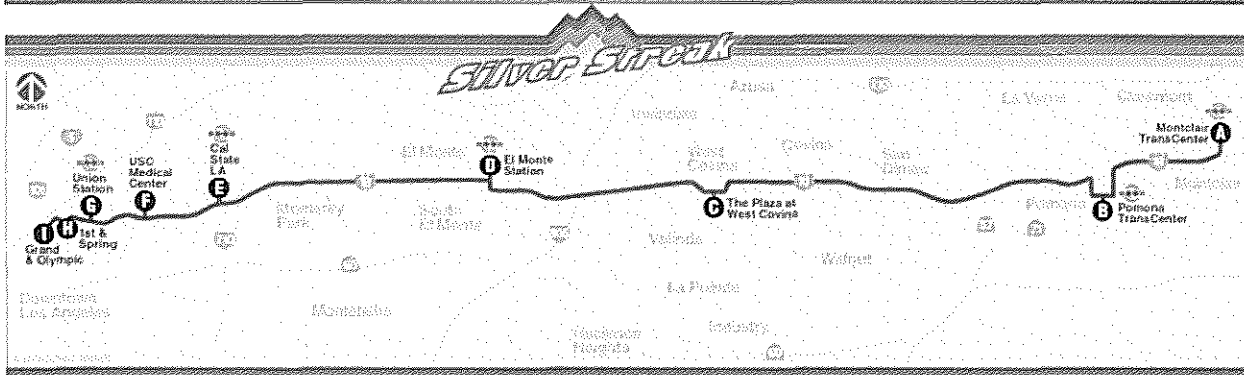 Silver Streak
NORTH
Azusa
Irwindale
La Verne
Claremont
Montclair
TransCenter
A
El Monte
D
El Monte
Station
West
Covina
Covina
San
Dimas
Cal
State
LA
E
USC
Medical
Center
F
Union
Station
G
H
1st &
Spring
I
Grand
& Olympic
Monterey
Park
South
El Monte
C
The Plaza at
West Covina
Valinda
Walnut
Pomona
B
Pomona
TransCenter
Montclair
Downtown
Los Angeles
Montebello
La Puente
Industry
Hacienda
Heights